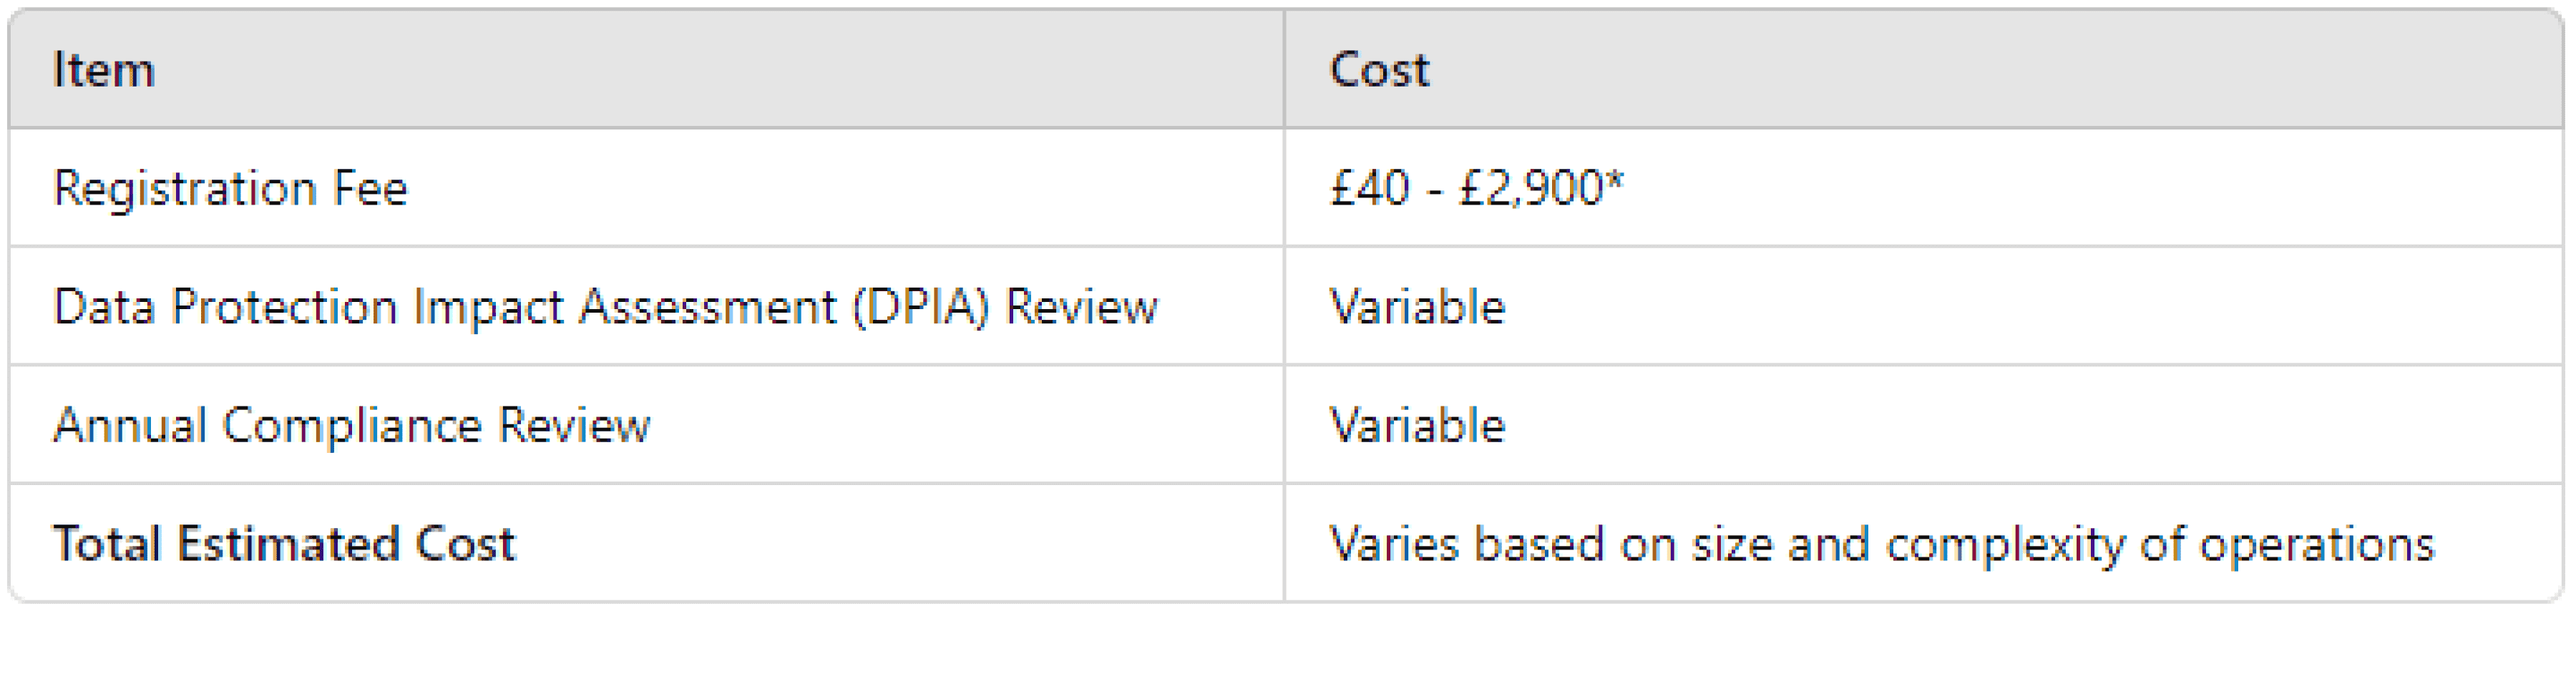 Item Cost
Registration Fee £40 - £2,900*
Data Protection Impact Assessment (DPIA) Review Variable
Annual Compliance Review Variable
Total Estimated Cost Varies based on size and complexity of operations